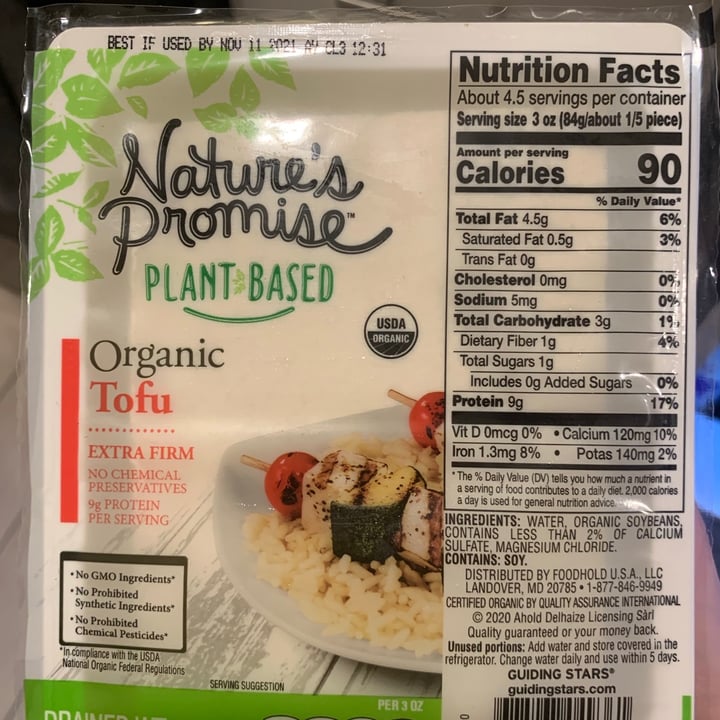 BEST IF USED BY NOV 11 2021 AV CL3 12:31
Nature's
Promise™
PLANT BASED
USDA
ORGANIC
Organic
Tofu
EXTRA FIRM
NO CHEMICAL
PRESERVATIVES
9g PROTEIN
PER SERVING
• No GMO Ingredients*
• No Prohibited
Synthetic Ingredients*
• No Prohibited
Chemical Pesticides*
*In compliance with the USDA
National Organic Federal Regulations
SERVING SUGGESTION
PER 3 OZ
Nutrition Facts
About 4.5 servings per container
Serving size 3 oz (84g/about 1/5 piece)
Amount per serving
Calories 90
% Daily Value*
Total Fat 4.5g 6%
Saturated Fat 0.5g 3%
Trans Fat 0g
Cholesterol 0mg 0%
Sodium 5mg 0%
Total Carbohydrate 3g 1%
Dietary Fiber 1g 4%
Total Sugars 1g
Includes 0g Added Sugars 0%
Protein 9g 17%
Vit D 0mcg 0% • Calcium 120mg 10%
Iron 1.3mg 8% • Potas 140mg 2%
*The % Daily Value (DV) tells you how much a nutrient in
a serving of food contributes to a daily diet. 2,000 calories
a day is used for general nutrition advice.
INGREDIENTS: WATER, ORGANIC SOYBEANS,
CONTAINS LESS THAN 2% OF CALCIUM
SULFATE, MAGNESIUM CHLORIDE.
CONTAINS: SOY.
DISTRIBUTED BY FOODHOLD U.S.A., LLC
LANDOVER, MD 20785 • 1-877-846-9949
CERTIFIED ORGANIC BY QUALITY ASSURANCE INTERNATIONAL
© 2020 Ahold Delhaize Licensing Sàrl
Quality guaranteed or your money back.
Unused portions: Add water and store covered in the
refrigerator. Change water daily and use within 5 days.
GUIDING STARS®
guidingstars.com